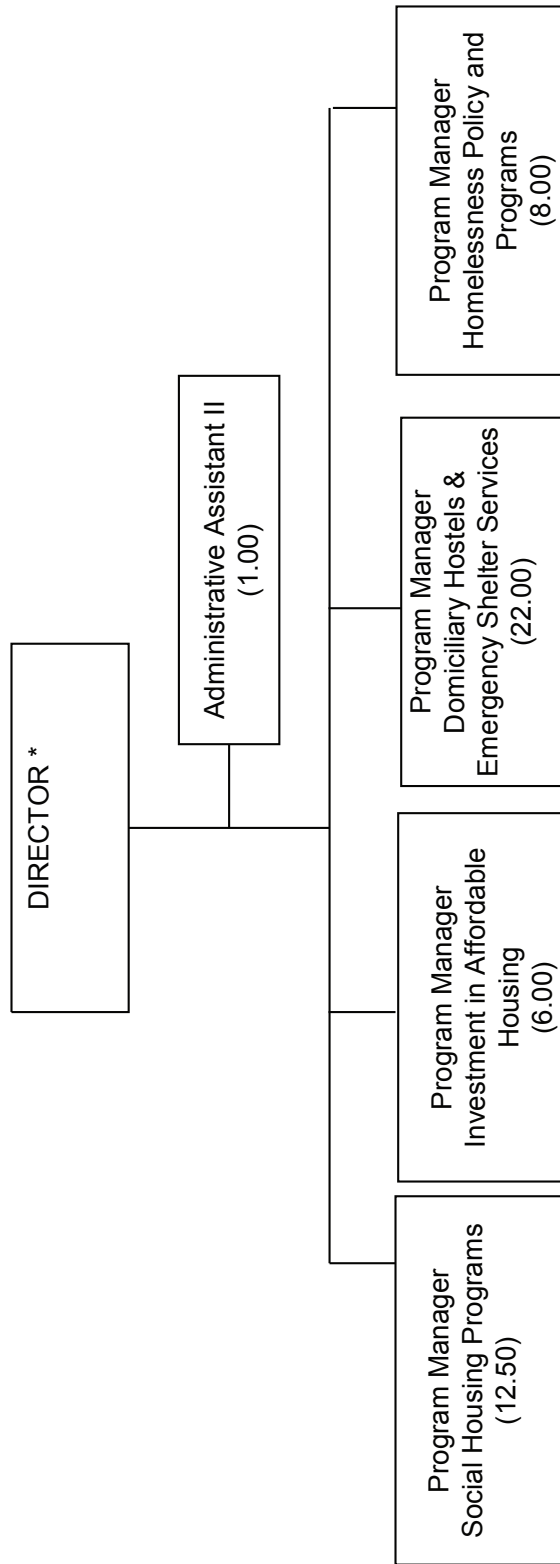 DIRECTOR *
Administrative Assistant II
(1.00)
Program Manager
Social Housing Programs
(12.50)
Program Manager
Investment in Affordable
Housing
(6.00)
Program Manager
Domiciliary Hostels &
Emergency Shelter Services
(22.00)
Program Manager
Homelessness Policy and
Programs
(8.00)